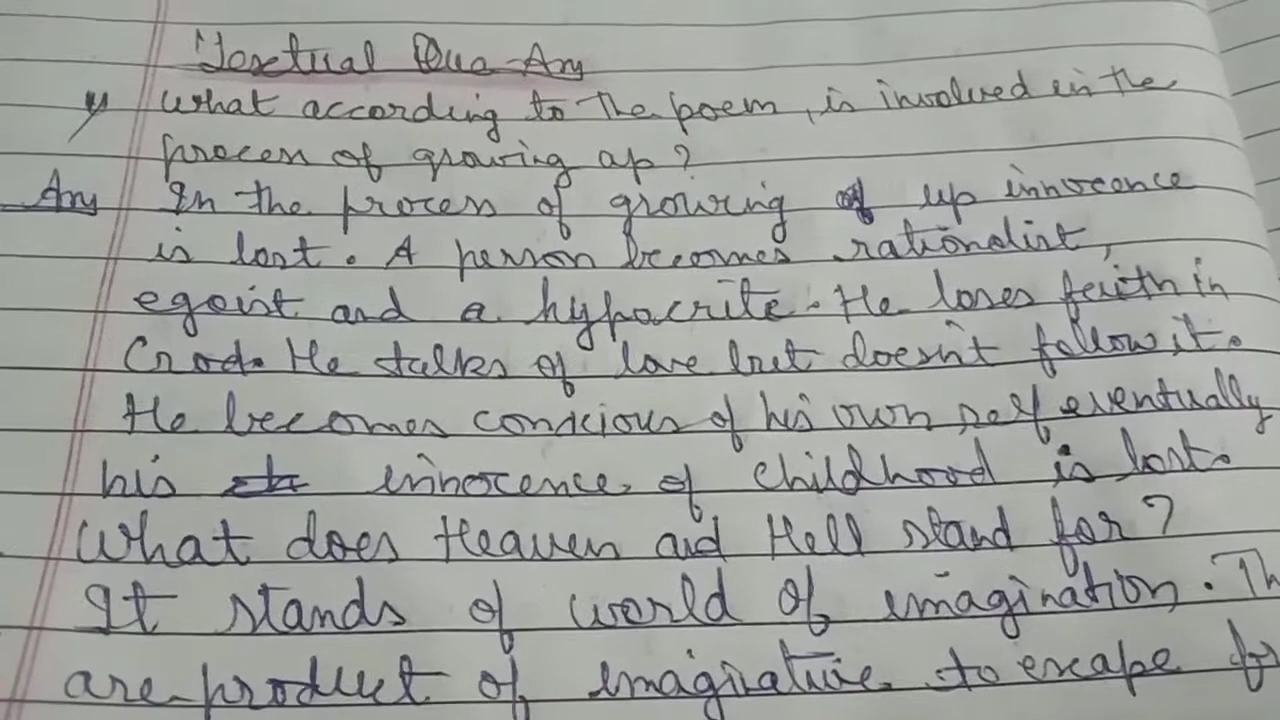 Textual Que-Ans
1) What according to the poem, is involved in the
process of growing up?
Ans In the process of growing up innocence
is lost. A person becomes rationalist,
egoist and a hypocrite. He loses faith in
God. He talks of love but doesn't follow it.
He becomes conscious of his own self eventually
his innocence of childhood is lost.
What does Heaven and Hell stand for?
It stands of world of imagination. Th
are product of imaginative to escape